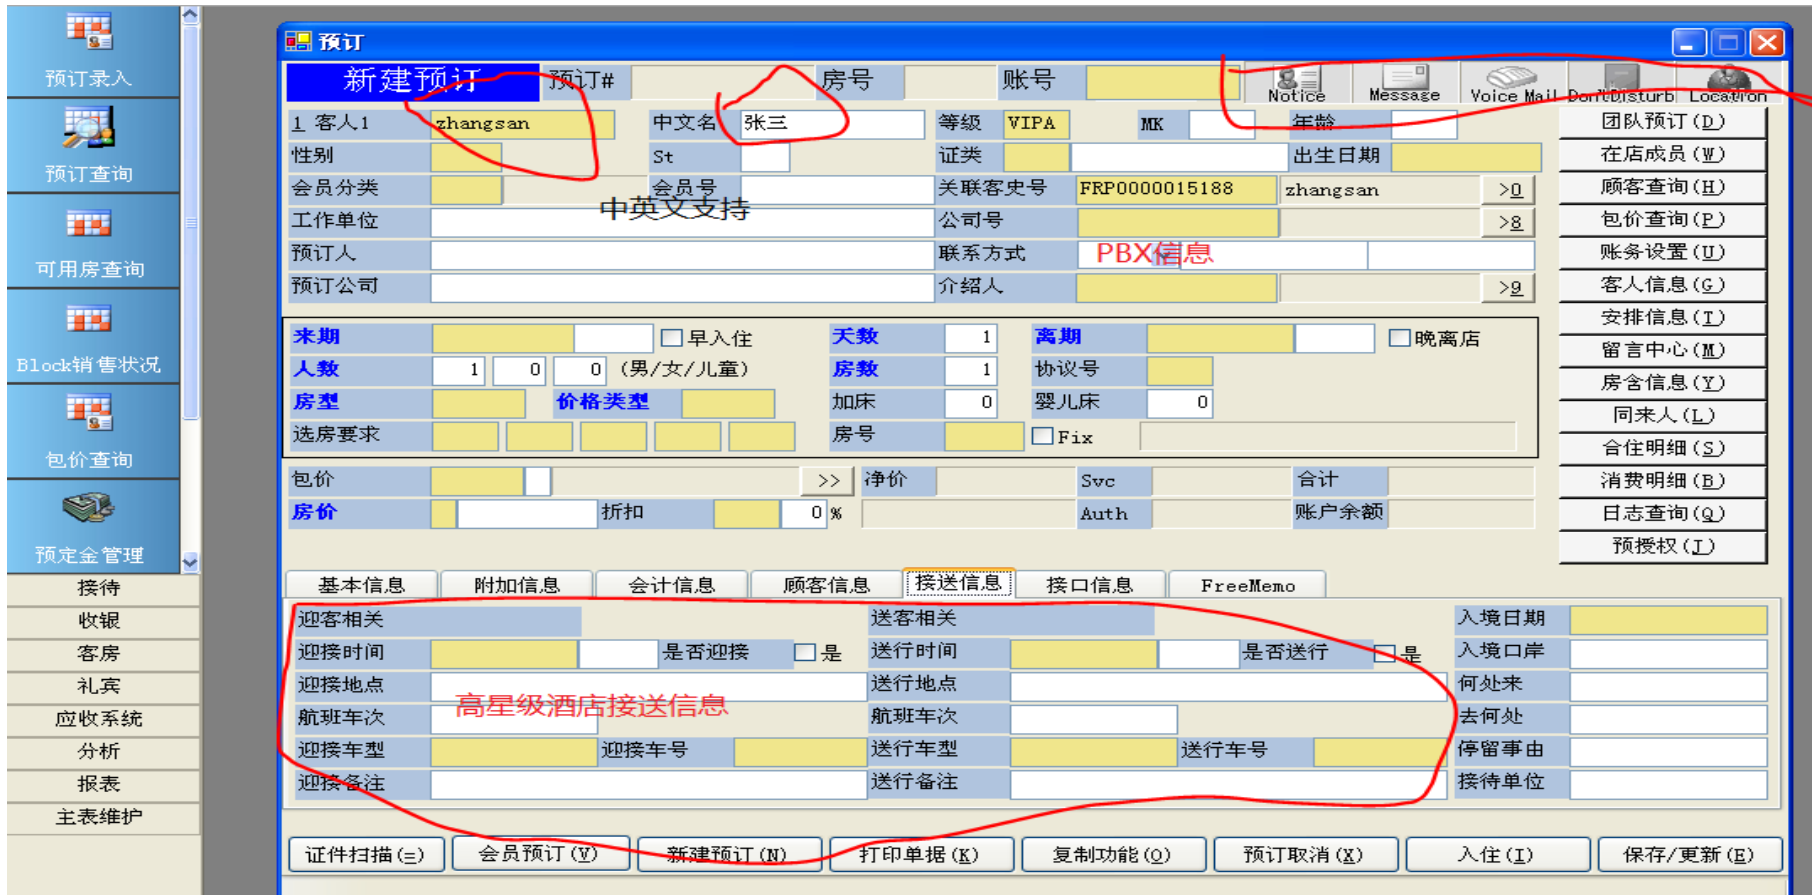 预订
新建预订 预订# 房号 账号 Notice Message Voice Mail Don'tDisturb Location
1 客人1 zhangsan 中文名 张三 等级 VIPA MK 年龄 团队预订(D)
性别 St 证类 出生日期 在店成员(W)
会员分类 会员号 关联客史号 FRP0000015188 zhangsan >0 顾客查询(H)
中英文支持
工作单位 公司号 >8 包价查询(P)
预订人 联系方式 PBX信息 账务设置(U)
预订公司 介绍人 >9 客人信息(G)
安排信息(T)
来期 早入住 天数 1 离期 晚离店
留言中心(M)
人数 1 0 0 (男/女/儿童) 房数 1 协议号
房含信息(Y)
房型 价格类型 加床 0 婴儿床 0
同来人(L)
选房要求 房号 Fix
合住明细(S)
包价 >> 净价 Svc 合计
消费明细(B)
房价 折扣 0 % Auth 账户余额
日志查询(Q)
预授权(J)
基本信息 附加信息 会计信息 顾客信息 接送信息 接口信息 FreeMemo
迎客相关 送客相关 入境日期
迎接时间 是否迎接 是 送行时间 是否送行 是 入境口岸
迎接地点 送行地点 何处来
高星级酒店接送信息
航班车次 航班车次 去何处
迎接车型 迎接车号 送行车型 送行车号 停留事由
迎接备注 送行备注 接待单位
证件扫描(=) 会员预订(V) 新建预订(N) 打印单据(K) 复制功能(O) 预订取消(X) 入住(I) 保存/更新(E)
预订录入
预订查询
可用房查询
Block销售状况
包价查询
预定金管理
接待
收银
客房
礼宾
应收系统
分析
报表
主表维护